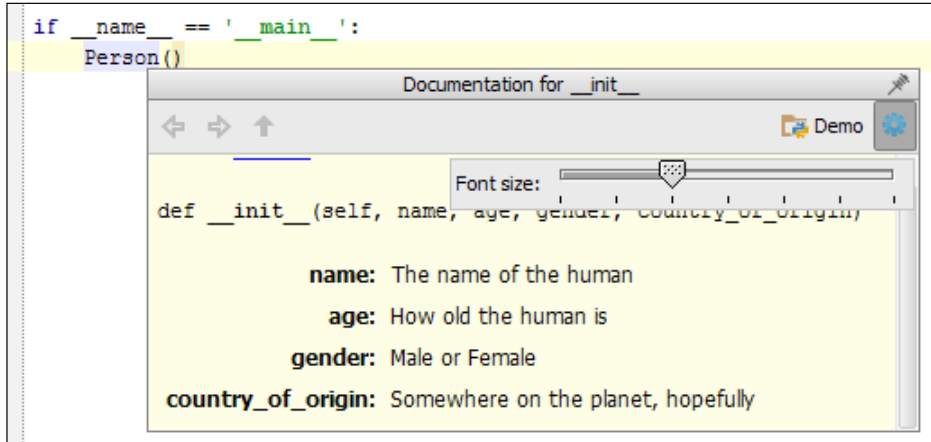 if __name__ == '__main__':
Person()
Documentation for __init__
Demo
Font size:
def __init__(self, name, age, gender, country_of_origin)
name: The name of the human
age: How old the human is
gender: Male or Female
country_of_origin: Somewhere on the planet, hopefully